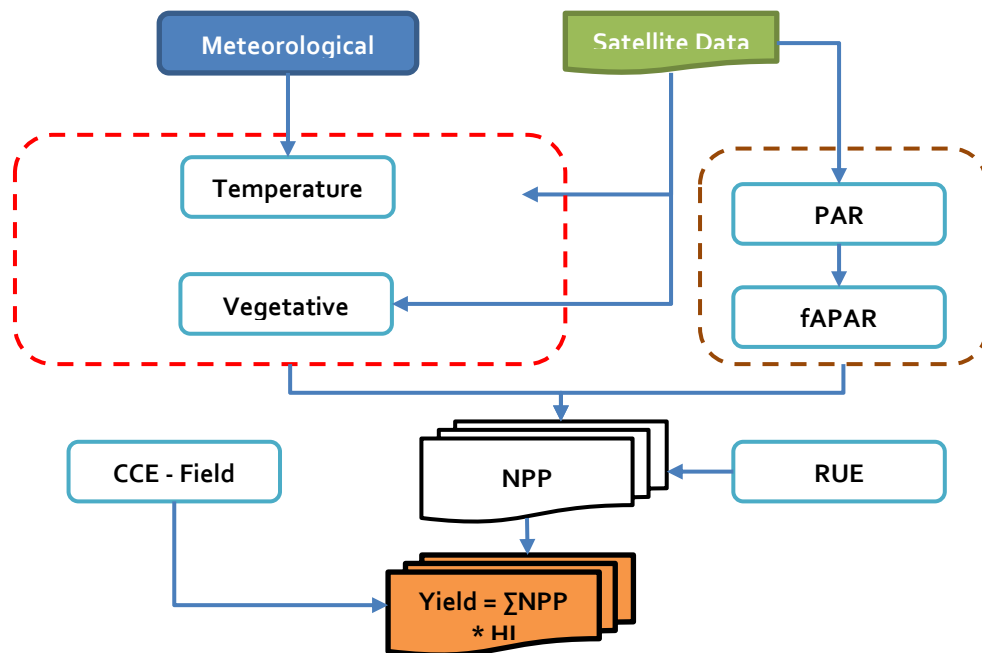 Meteorological
Satellite Data
Temperature
PAR
Vegetative
fAPAR
CCE - Field
NPP
RUE
Yield = ∑NPP
* HI